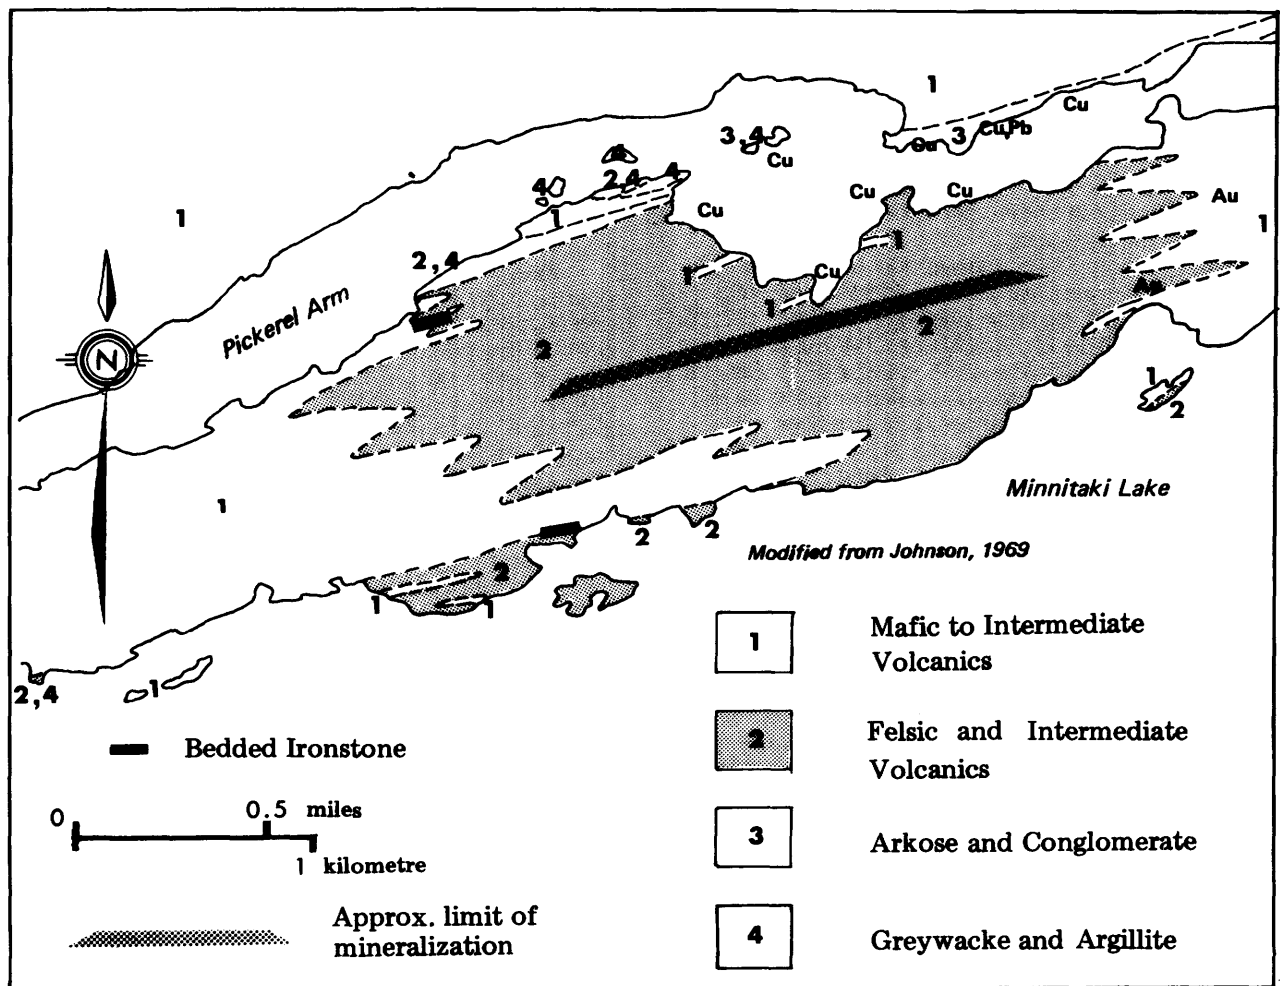 1
3
Cu
Cu,Pb
Cu
3,4
Cu
4
2,4
4
4
1
1
Cu
Cu
Cu
Au
1
2,4
1
1
1
Cu
Pickerel Arm
N
2
2
1
2
1
Minnitaki Lake
2
2
Modified from Johnson, 1969
2
1
1
1
2,4
1 Mafic to Intermediate
Volcanics
2 Felsic and Intermediate
Volcanics
3 Arkose and Conglomerate
4 Greywacke and Argillite
Bedded Ironstone
0 0.5 miles
1 kilometre
Approx. limit of
mineralization